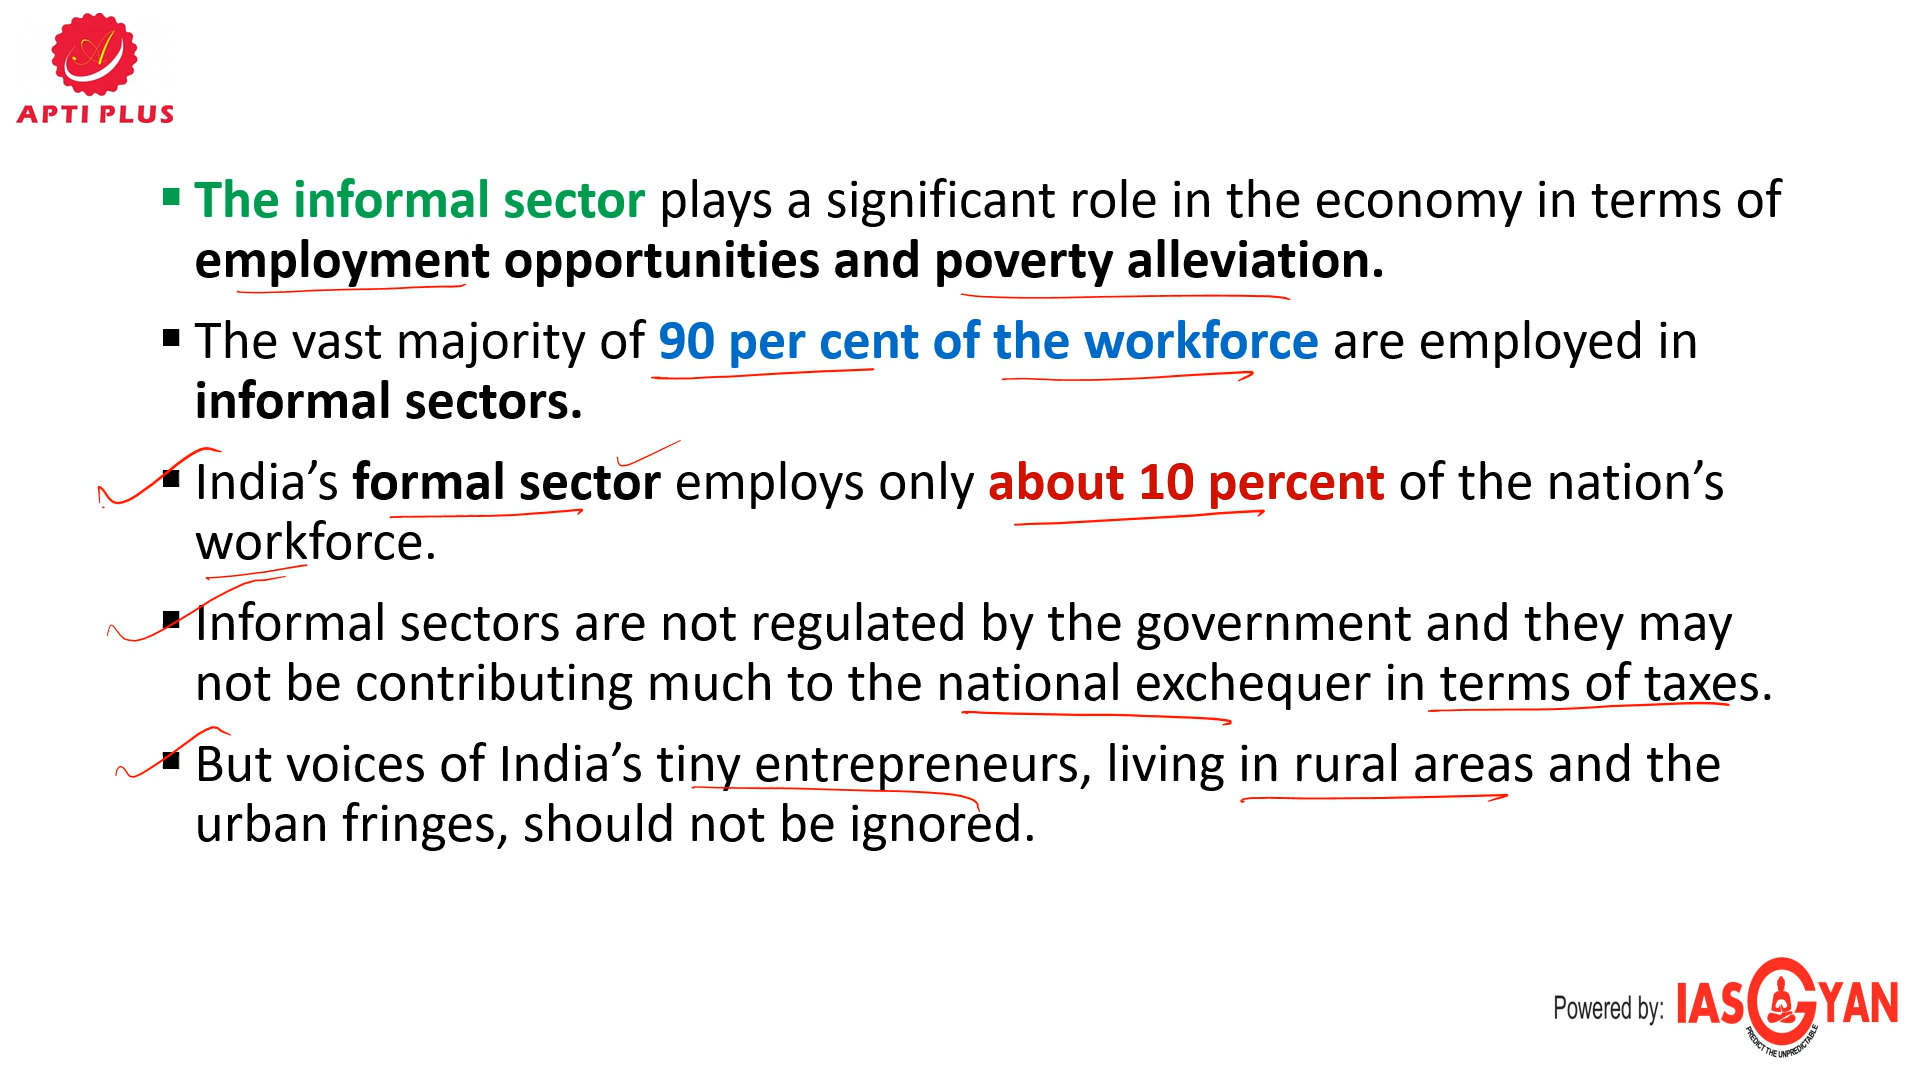 APTI PLUS
▪ The informal sector plays a significant role in the economy in terms of
employment opportunities and poverty alleviation.
▪ The vast majority of 90 per cent of the workforce are employed in
informal sectors.
▪ India’s formal sector employs only about 10 percent of the nation’s
workforce.
▪ Informal sectors are not regulated by the government and they may
not be contributing much to the national exchequer in terms of taxes.
▪ But voices of India’s tiny entrepreneurs, living in rural areas and the
urban fringes, should not be ignored.
Powered by: IAS GYAN
PREDICT THE UNPREDICTABLE